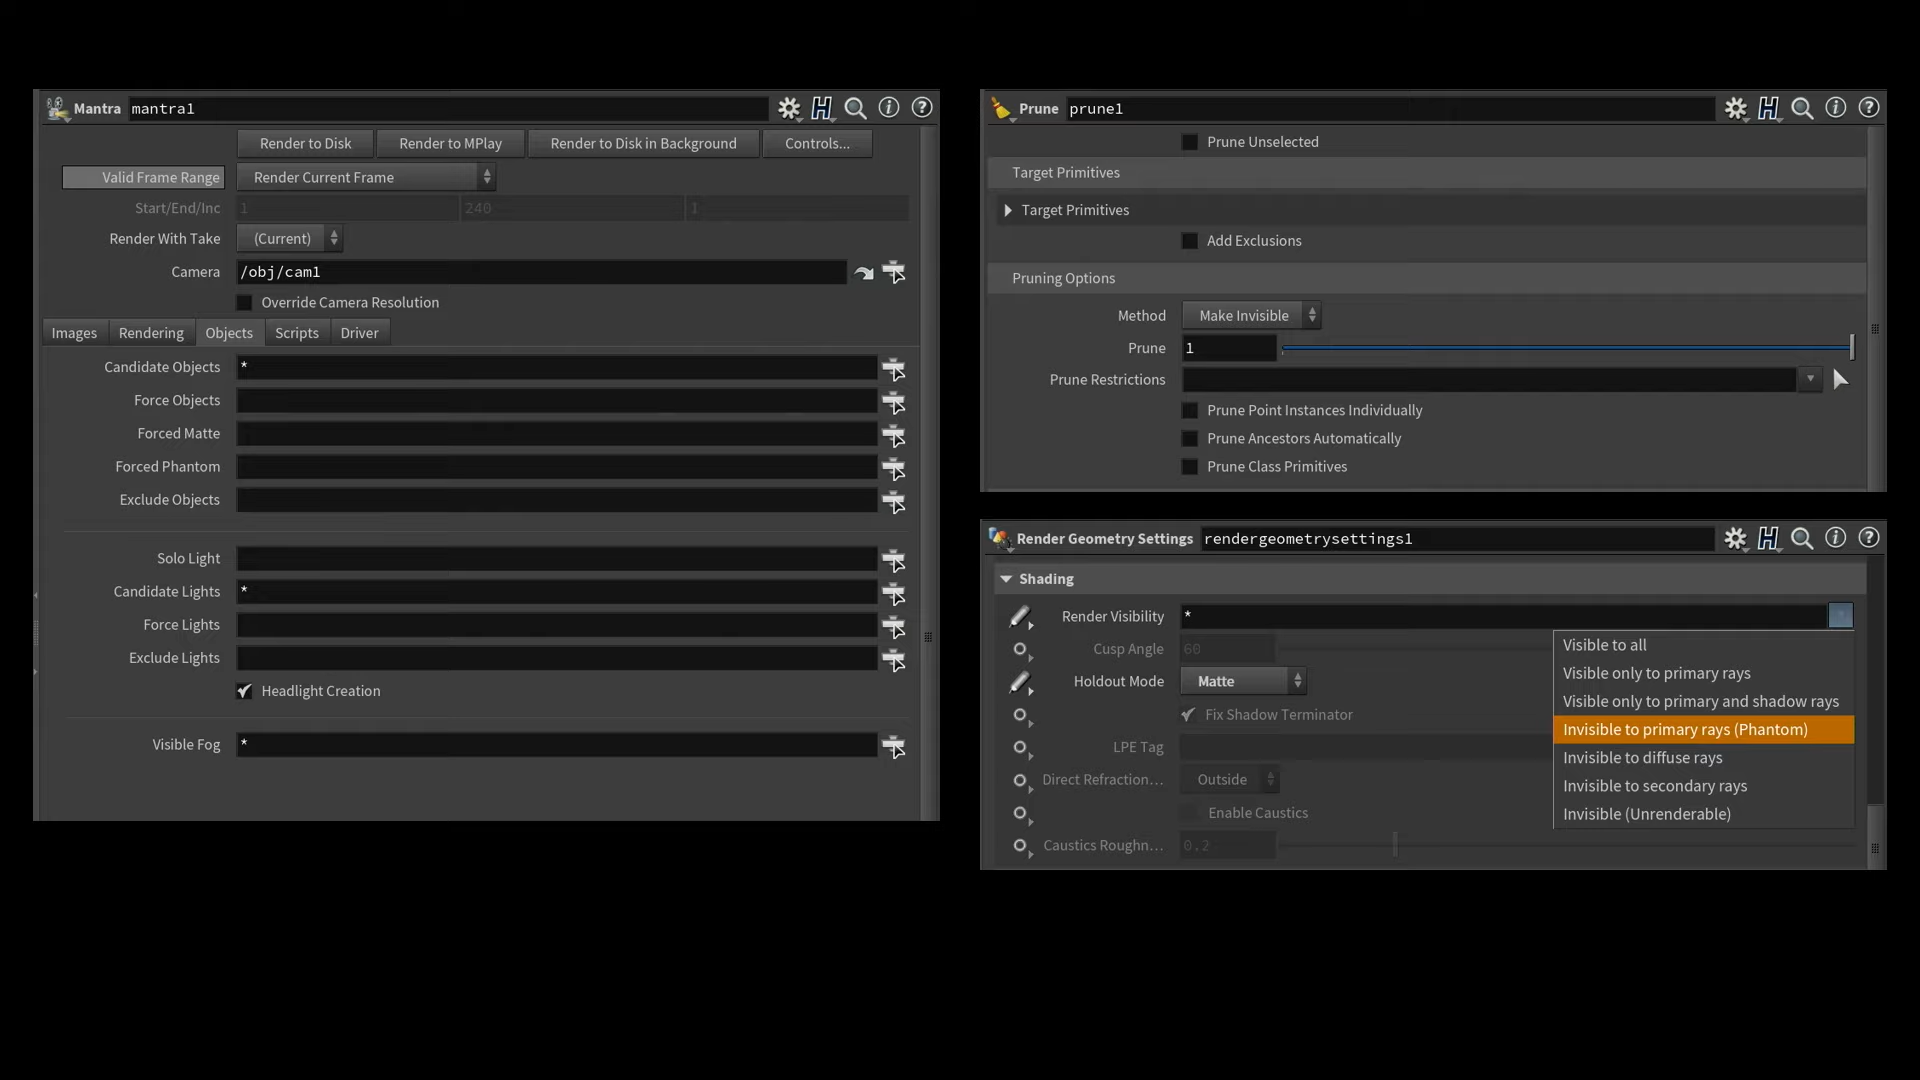 Mantra mantra1
Render to Disk Render to MPlay Render to Disk in Background Controls...
Valid Frame Range Render Current Frame
Start/End/Inc 1 240 1
Render With Take (Current)
Camera /obj/cam1
Override Camera Resolution
Images Rendering Objects Scripts Driver
Candidate Objects *
Force Objects
Forced Matte
Forced Phantom
Exclude Objects
Solo Light
Candidate Lights *
Force Lights
Exclude Lights
Headlight Creation
Visible Fog *
Prune prune1
Prune Unselected
Target Primitives
Target Primitives
Add Exclusions
Pruning Options
Method Make Invisible
Prune 1
Prune Restrictions
Prune Point Instances Individually
Prune Ancestors Automatically
Prune Class Primitives
Render Geometry Settings rendergeometrysettings1
Shading
Render Visibility *
Cusp Angle 60
Holdout Mode Matte
Fix Shadow Terminator
LPE Tag
Direct Refraction... Outside
Enable Caustics
Caustics Roughn... 0.2
Visible to all
Visible only to primary rays
Visible only to primary and shadow rays
Invisible to primary rays (Phantom)
Invisible to diffuse rays
Invisible to secondary rays
Invisible (Unrenderable)